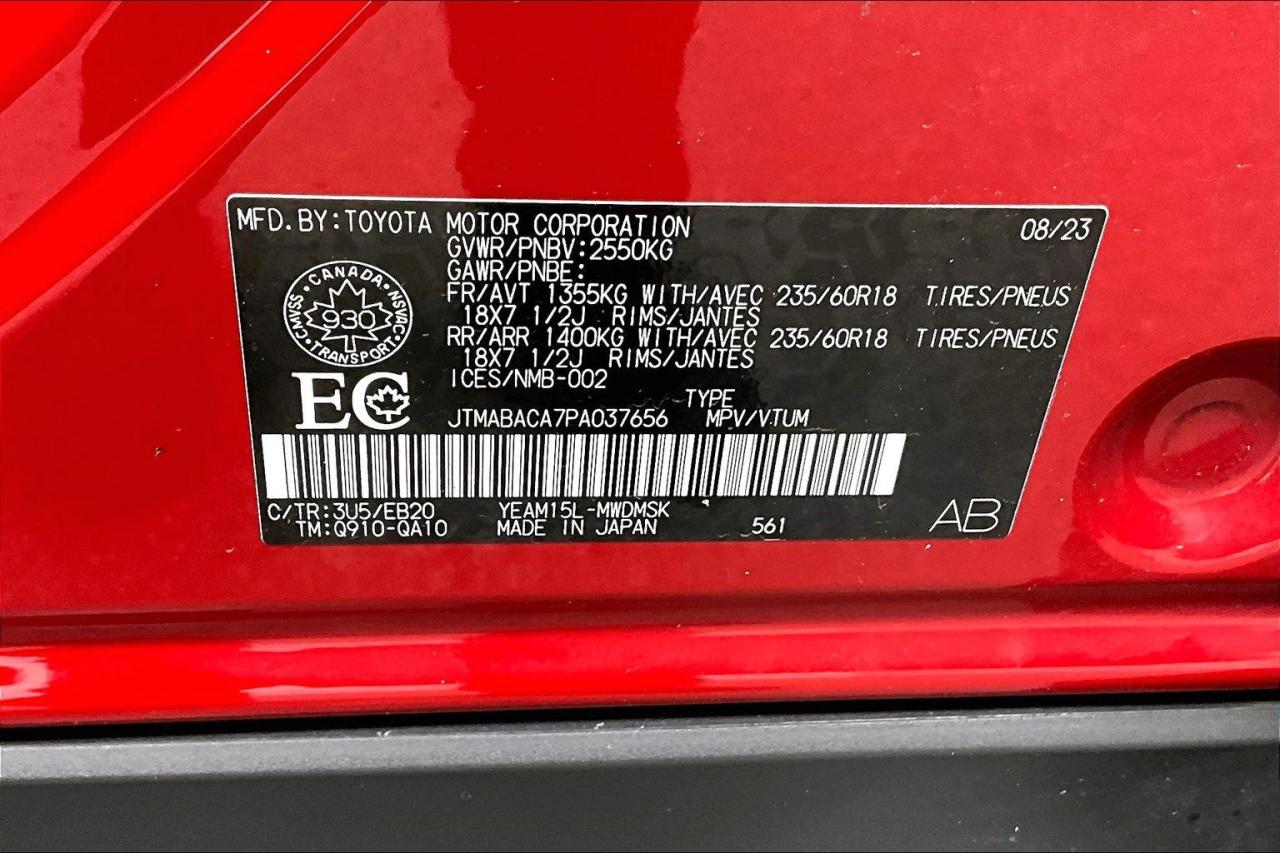 MFD.BY:TOYOTA MOTOR CORPORATION 08/23
GVWR/PNBV:2550KG
GAWR/PNBE:
FR/AVT 1355KG WITH/AVEC 235/60R18 TIRES/PNEUS
18X7 1/2J RIMS/JANTES
RR/ARR 1400KG WITH/AVEC 235/60R18 TIRES/PNEUS
18X7 1/2J RIMS/JANTES
ICES/NMB-002
CANADA
CMVSS 930 NSVAC
TRANSPORT
EC
TYPE
JTMABACA7PA037656 MPV/V.TUM
C/TR:3U5/EB20 YEAM15L-MWDMSK
TM:Q910-QA10 MADE IN JAPAN 561
AB